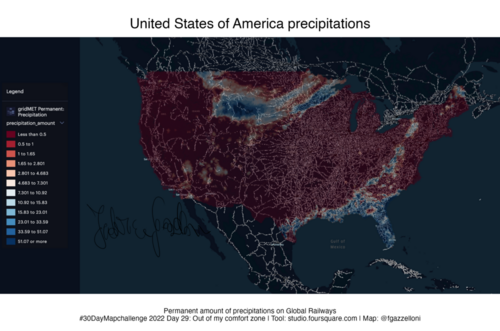 United States of America precipitations
Legend
gridMET Permanent:
Precipitation
precipitation_amount
Less than 0.5
0.5 to 1
1 to 1.65
1.65 to 2.801
2.801 to 4.683
4.683 to 7.301
7.301 to 10.92
10.92 to 15.83
15.83 to 23.01
23.01 to 33.59
33.59 to 51.07
51.07 or more
Gulf of
Mexico
Permanent amount of precipitations on Global Railways
#30DayMapchallenge 2022 Day 29: Out of my comfort zone | Tool: studio.foursquare.com | Map: @fgazzelloni